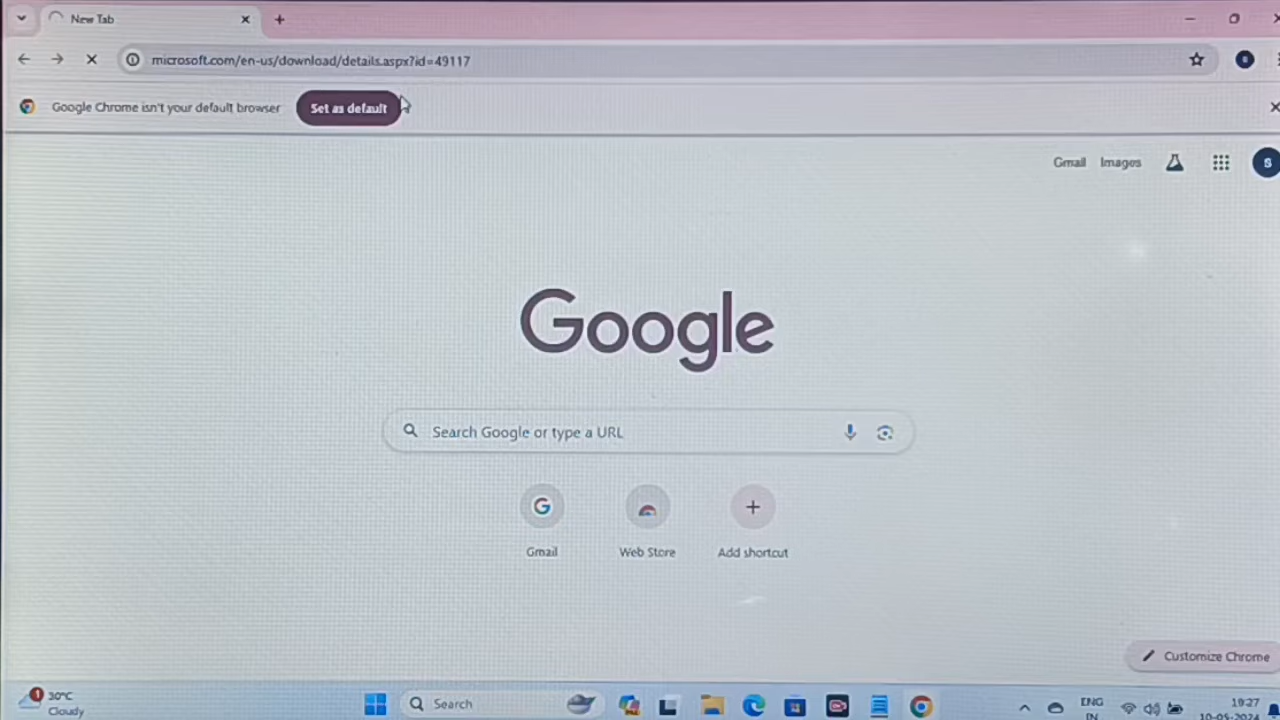 New Tab
microsoft.com/en-us/download/details.aspx?id=49117
Google Chrome isn't your default browser
Set as default
Gmail Images
S
Google
Search Google or type a URL
G
Gmail Web Store Add shortcut
Customize Chrome
1
30°C
Cloudy
Search
ENG
IN
19:27
10-05-2024